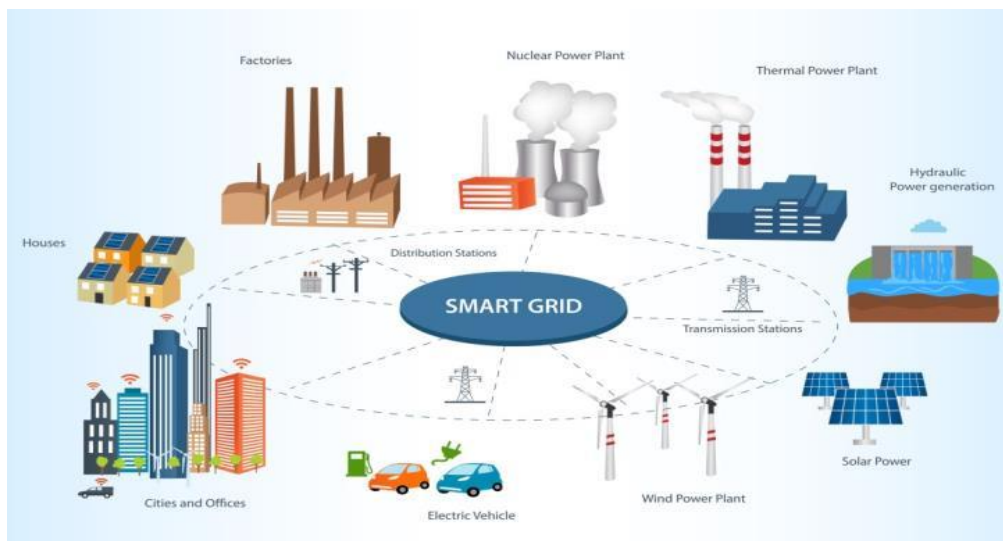 Nuclear Power Plant
Factories
Thermal Power Plant
Hydraulic
Power generation
Houses
Distribution Stations
SMART GRID
Transmission Stations
Solar Power
Wind Power Plant
Cities and Offices
Electric Vehicle